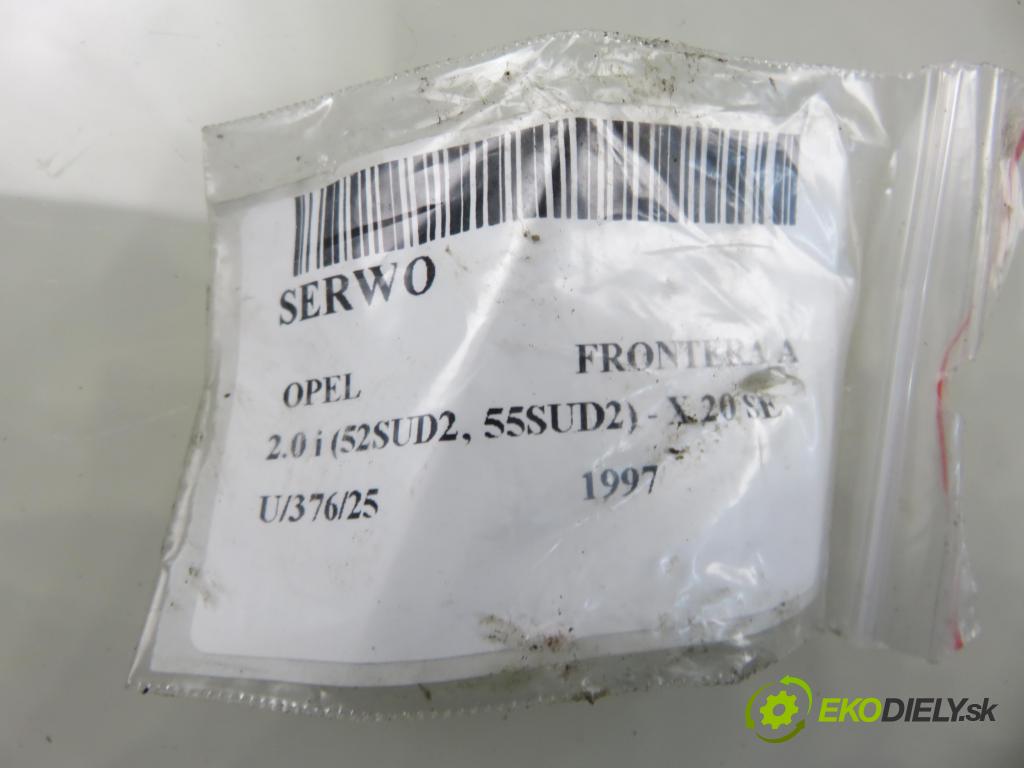 SERWO
OPEL FRONTERA A
2.0 i (52SUD2, 55SUD2) - X 20 SE
U/376/25 1997
EKODIELY.sk